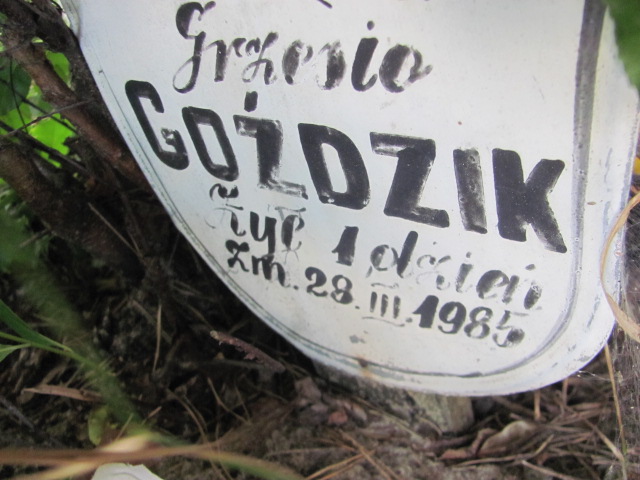 Grzesio
GOŹDZIK
żył 1 dzień
zm. 28.III.1985